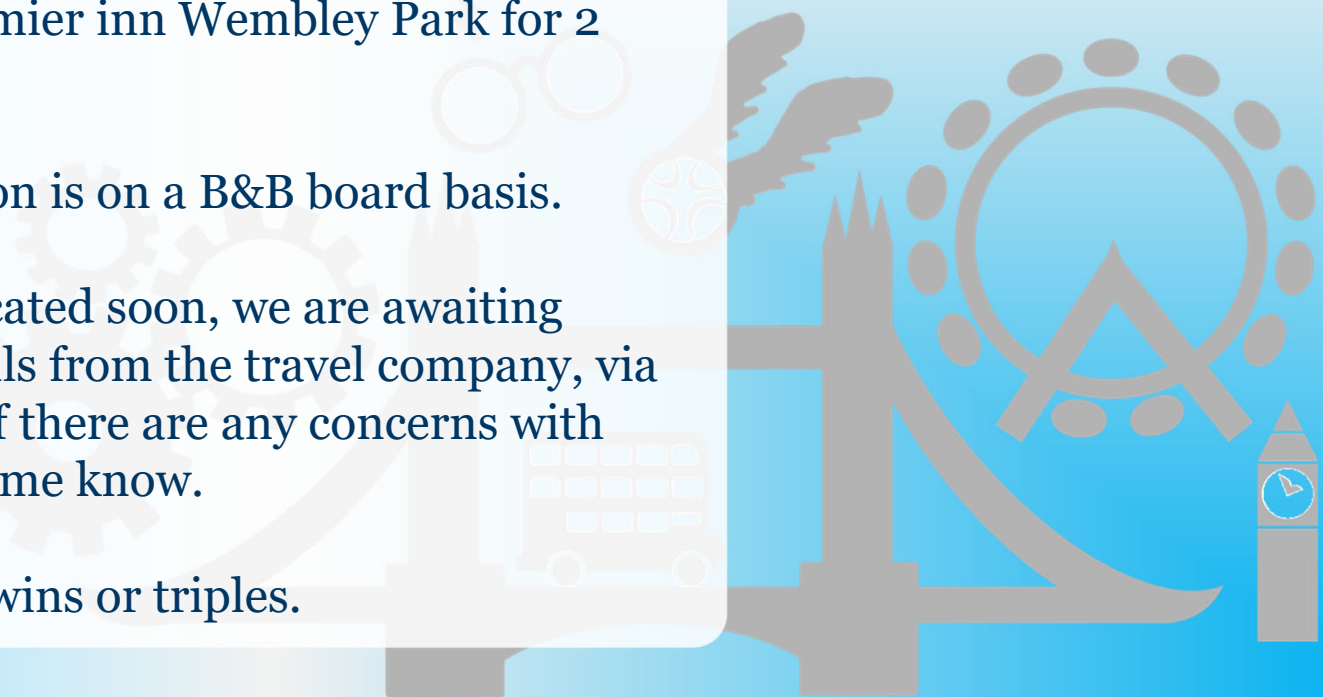 mier inn Wembley Park for 2
on is on a B&B board basis.
cated soon, we are awaiting
ls from the travel company, via
f there are any concerns with
me know.
wins or triples.